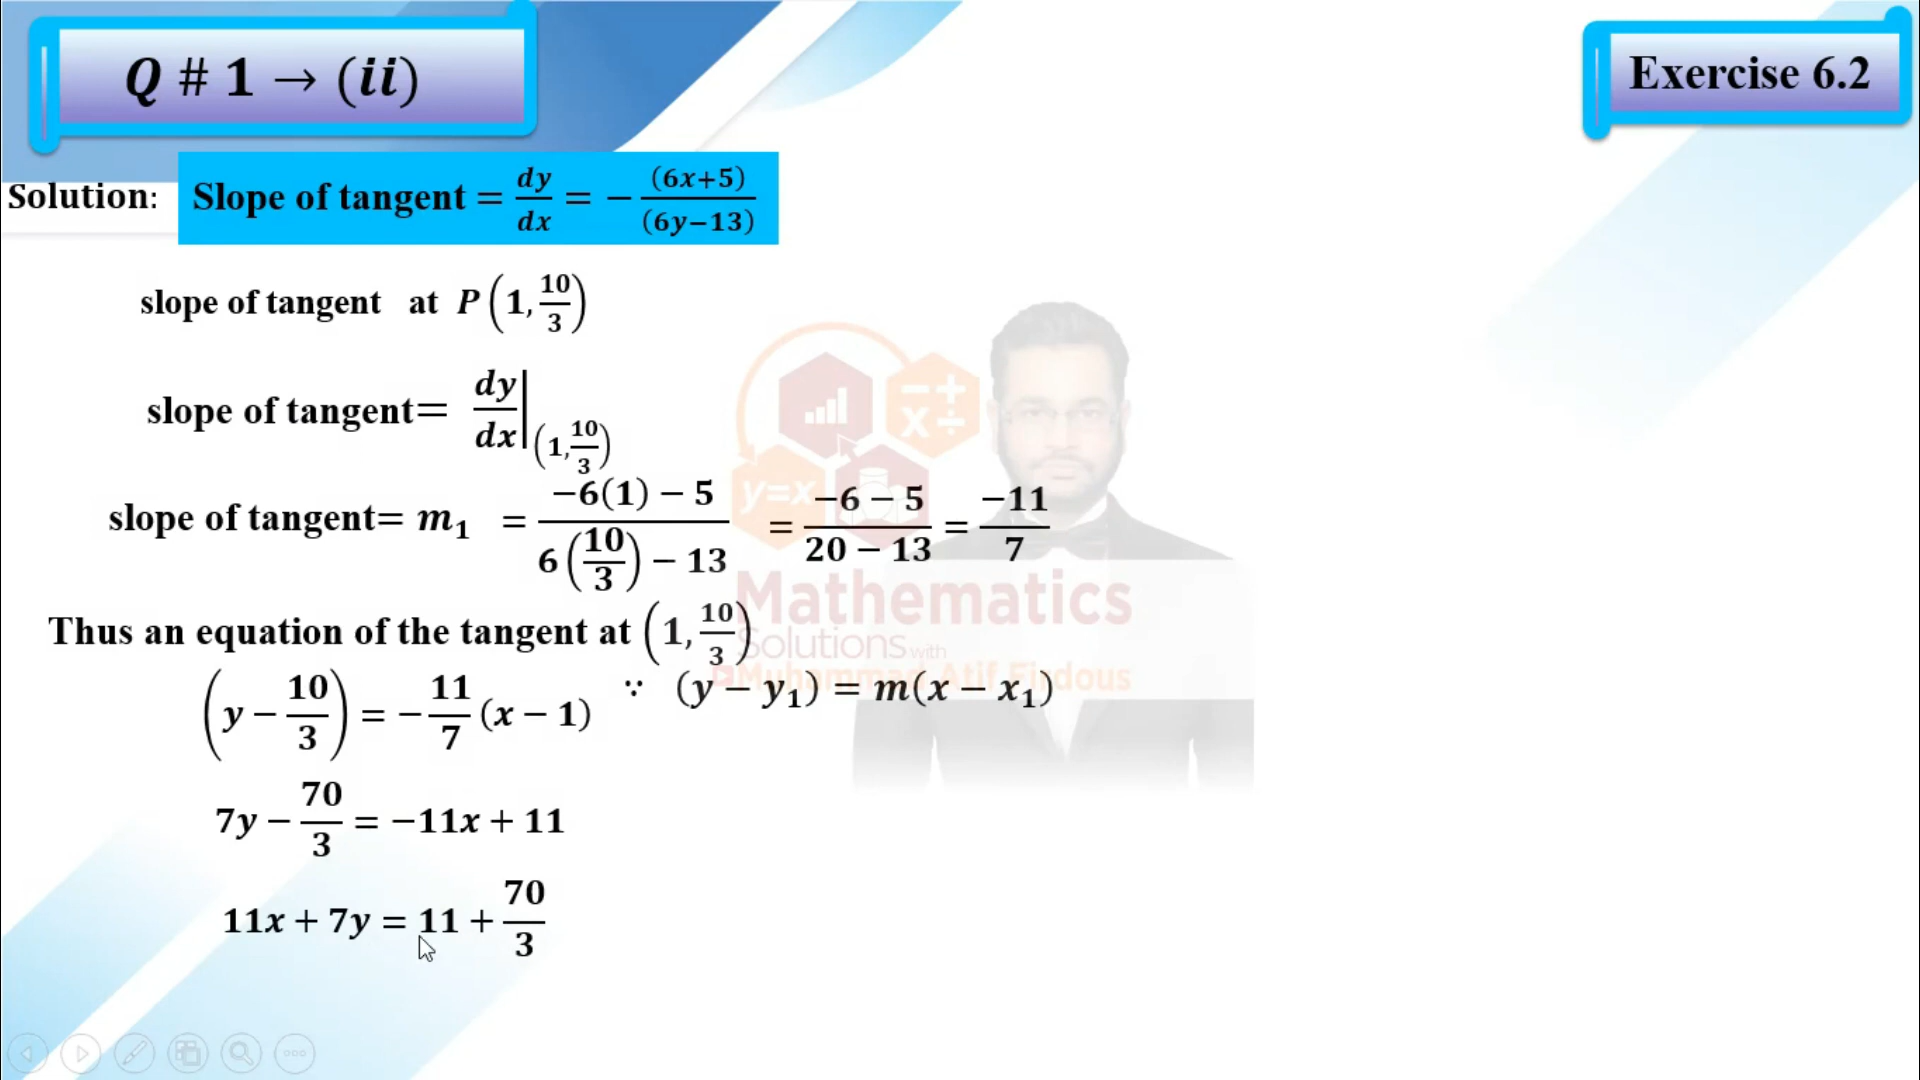 Q # 1 → (ii)
Exercise 6.2
Solution: Slope of tangent = dy/dx = − (6x+5)/(6y−13)
slope of tangent at P(1, 10/3)
slope of tangent= dy/dx|(1, 10/3)
slope of tangent= m₁ = (−6(1) − 5)/(6(10/3) − 13) = (−6 − 5)/(20 − 13) = −11/7
Thus an equation of the tangent at (1, 10/3)
(y − 10/3) = −11/7 (x − 1) ∵ (y − y₁) = m(x − x₁)
7y − 70/3 = −11x + 11
11x + 7y = 11 + 70/3
y=x
Mathematics
Solutions with
Muhammad Atif Firdous